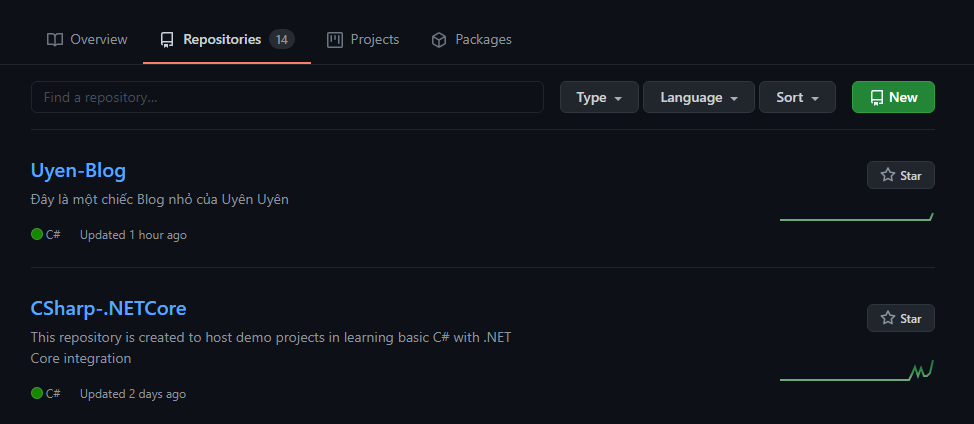 Overview Repositories 14 Projects Packages
Find a repository... Type Language Sort New
Uyen-Blog
Star
Đây là một chiếc Blog nhỏ của Uyên Uyên
C# Updated 1 hour ago
CSharp-.NETCore
Star
This repository is created to host demo projects in learning basic C# with .NET
Core integration
C# Updated 2 days ago